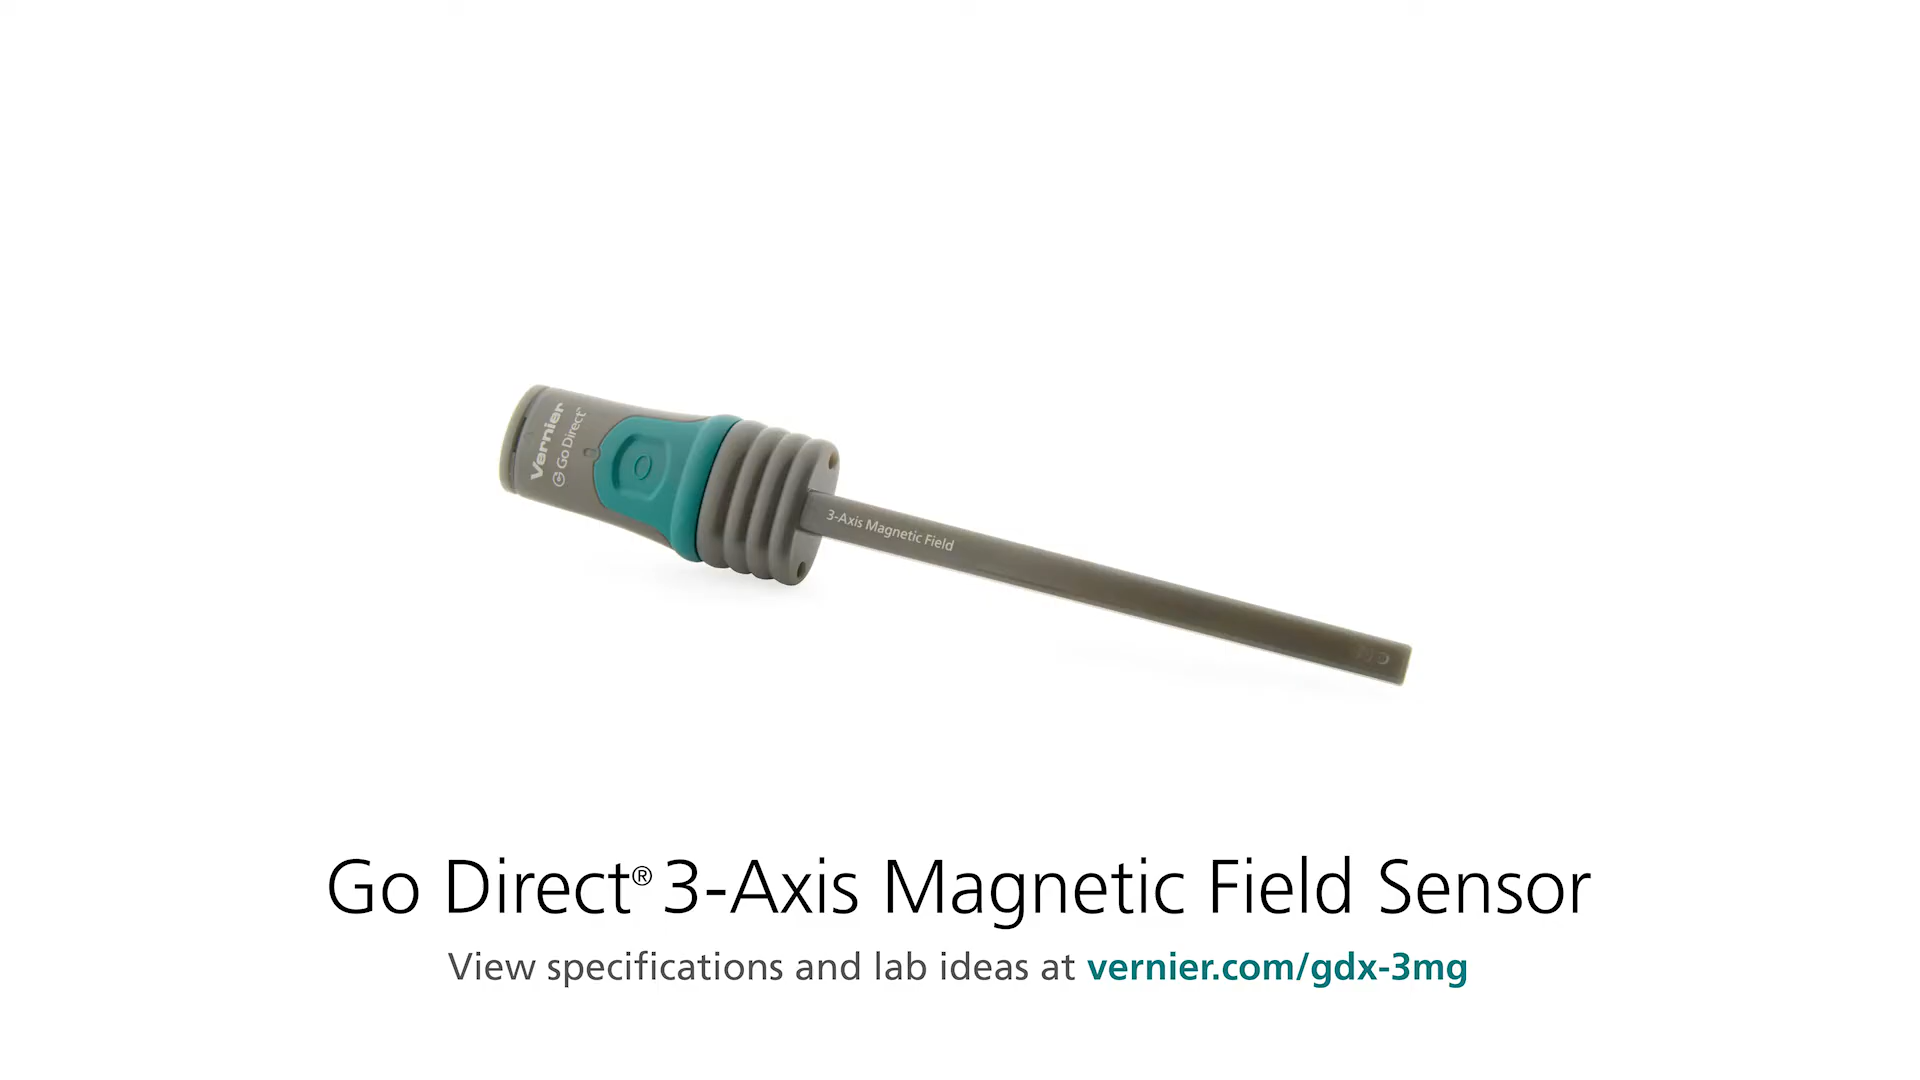 Vernier
Go Direct™
3-Axis Magnetic Field
Go Direct® 3-Axis Magnetic Field Sensor
View specifications and lab ideas at vernier.com/gdx-3mg